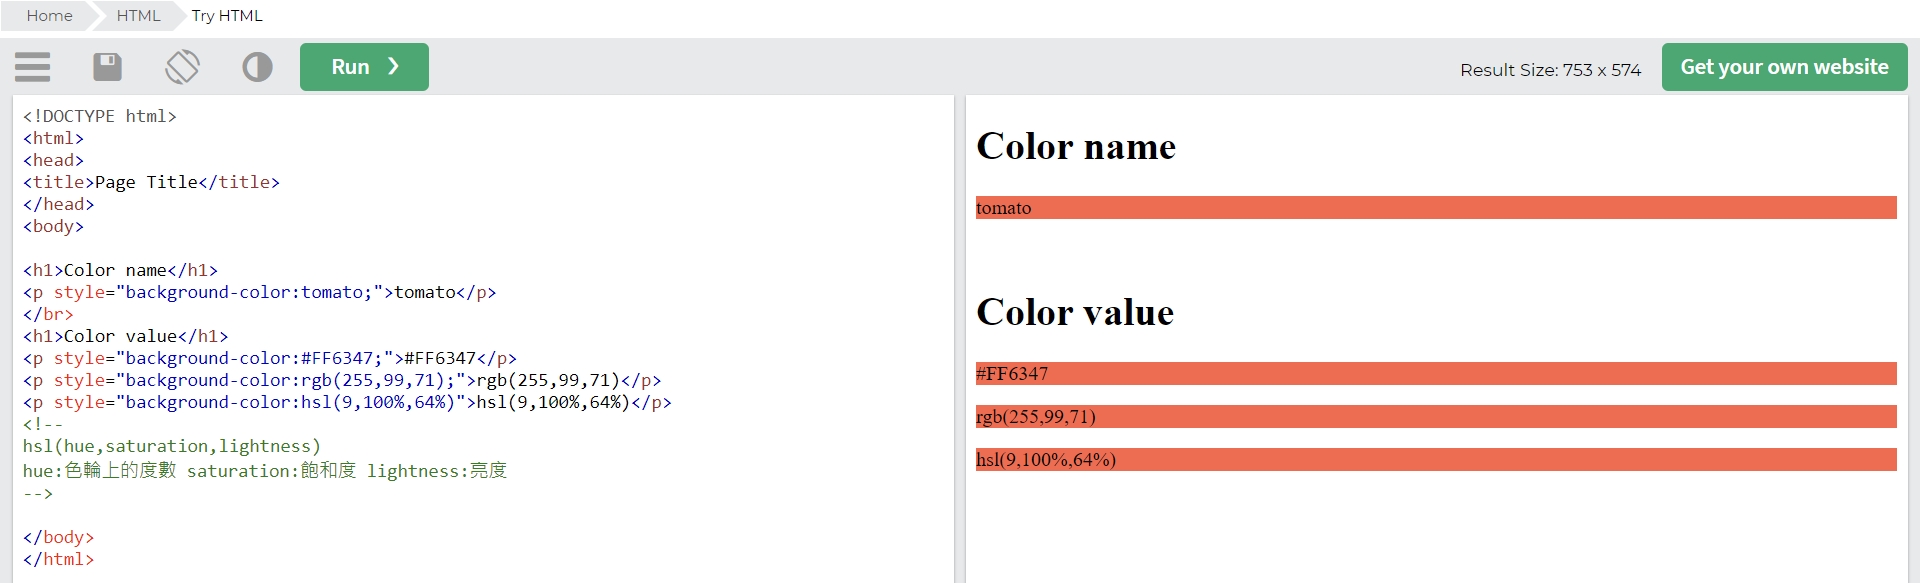 Home HTML Try HTML
Run ❯
Result Size: 753 x 574
Get your own website
<!DOCTYPE html>
<html>
<head>
<title>Page Title</title>
</head>
<body>
<h1>Color name</h1>
<p style="background-color:tomato;">tomato</p>
</br>
<h1>Color value</h1>
<p style="background-color:#FF6347;">#FF6347</p>
<p style="background-color:rgb(255,99,71);">rgb(255,99,71)</p>
<p style="background-color:hsl(9,100%,64%)">hsl(9,100%,64%)</p>
<!--
hsl(hue,saturation,lightness)
hue:色輪上的度數 saturation:飽和度 lightness:亮度
-->
</body>
</html>
Color name
tomato
Color value
#FF6347
rgb(255,99,71)
hsl(9,100%,64%)